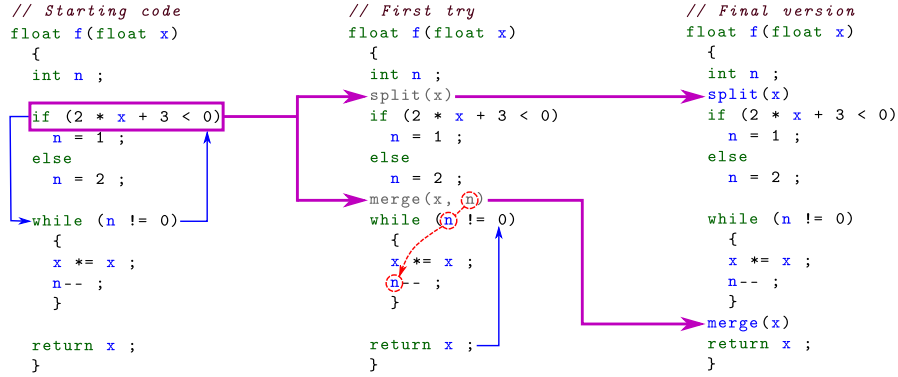 // Starting code
float f(float x)
{
int n ;
if (2 * x + 3 < 0)
n = 1 ;
else
n = 2 ;
while (n != 0)
{
x *= x ;
n-- ;
}
return x ;
}
// First try
float f(float x)
{
int n ;
split(x)
if (2 * x + 3 < 0)
n = 1 ;
else
n = 2 ;
merge(x, n)
while (n != 0)
{
x *= x ;
n-- ;
}
return x ;
}
// Final version
float f(float x)
{
int n ;
split(x)
if (2 * x + 3 < 0)
n = 1 ;
else
n = 2 ;
while (n != 0)
{
x *= x ;
n-- ;
}
merge(x)
return x ;
}